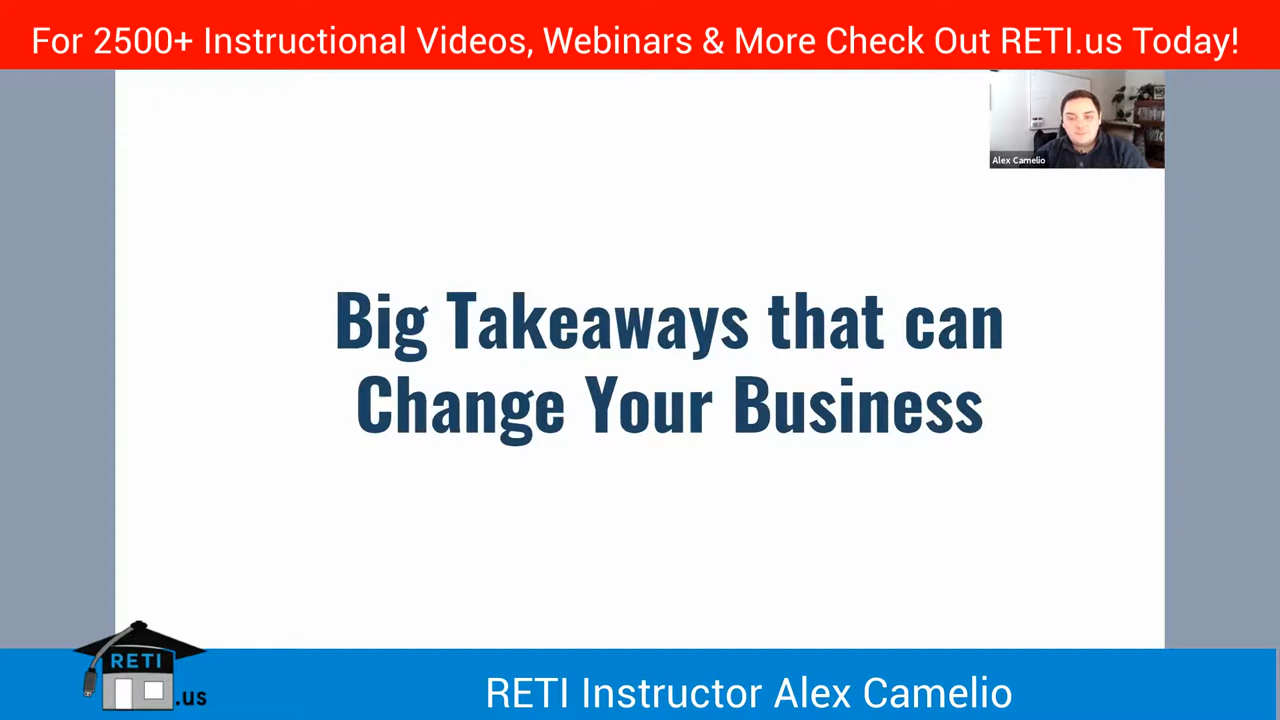 For 2500+ Instructional Videos, Webinars & More Check Out RETI.us Today!
Alex Camelio
Big Takeaways that can
Change Your Business
RETI
.us
RETI Instructor Alex Camelio